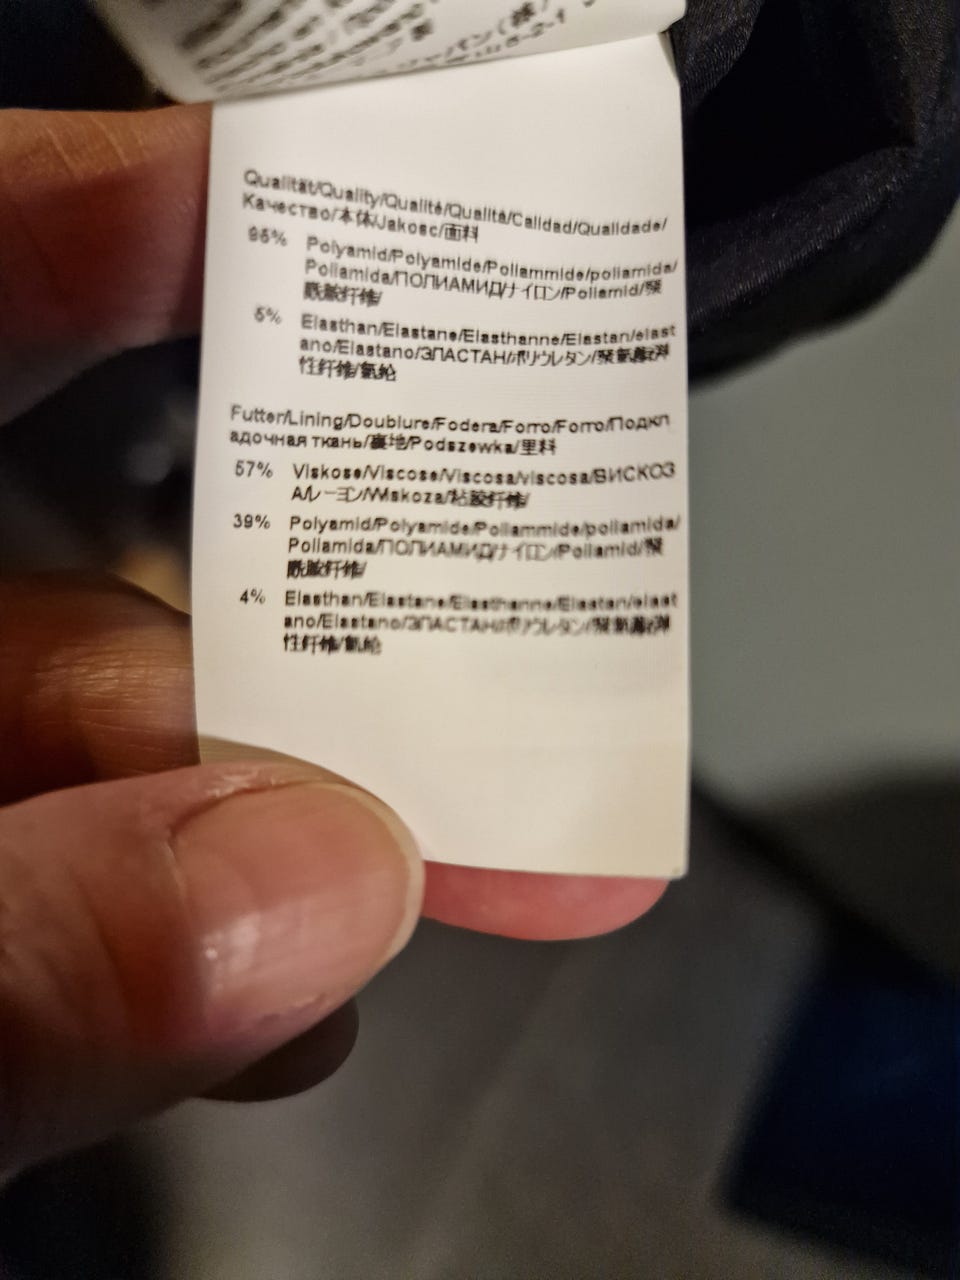 Qualität/Quality/Qualité/Qualità/Calidad/Qualidade/
Качество/本体/Jakosc/面料
95% Polyamid/Polyamide/Poliammide/poliamida/
Poliamida/ПОЛИАМИД/ナイロン/Poliamid/聚
酰胺纤维/
5% Elasthan/Elastane/Elasthanne/Elastan/elast
ano/Elastano/ЭЛАСТАН/ポリウレタン/聚氨酯弹
性纤维/氨纶
Futter/Lining/Doublure/Fodera/Forro/Forro/Подкл
адочная ткань/裏地/Podszewka/里料
57% Viskose/Viscose/Viscosa/viscosa/ВИСКОЗ
А/レーヨン/Wiskoza/粘胶纤维/
39% Polyamid/Polyamide/Poliammide/poliamida/
Poliamida/ПОЛИАМИД/ナイロン/Poliamid/聚
酰胺纤维/
4% Elasthan/Elastane/Elasthanne/Elastan/elast
ano/Elastano/ЭЛАСТАН/ポリウレタン/聚氨酯弹
性纤维/氨纶